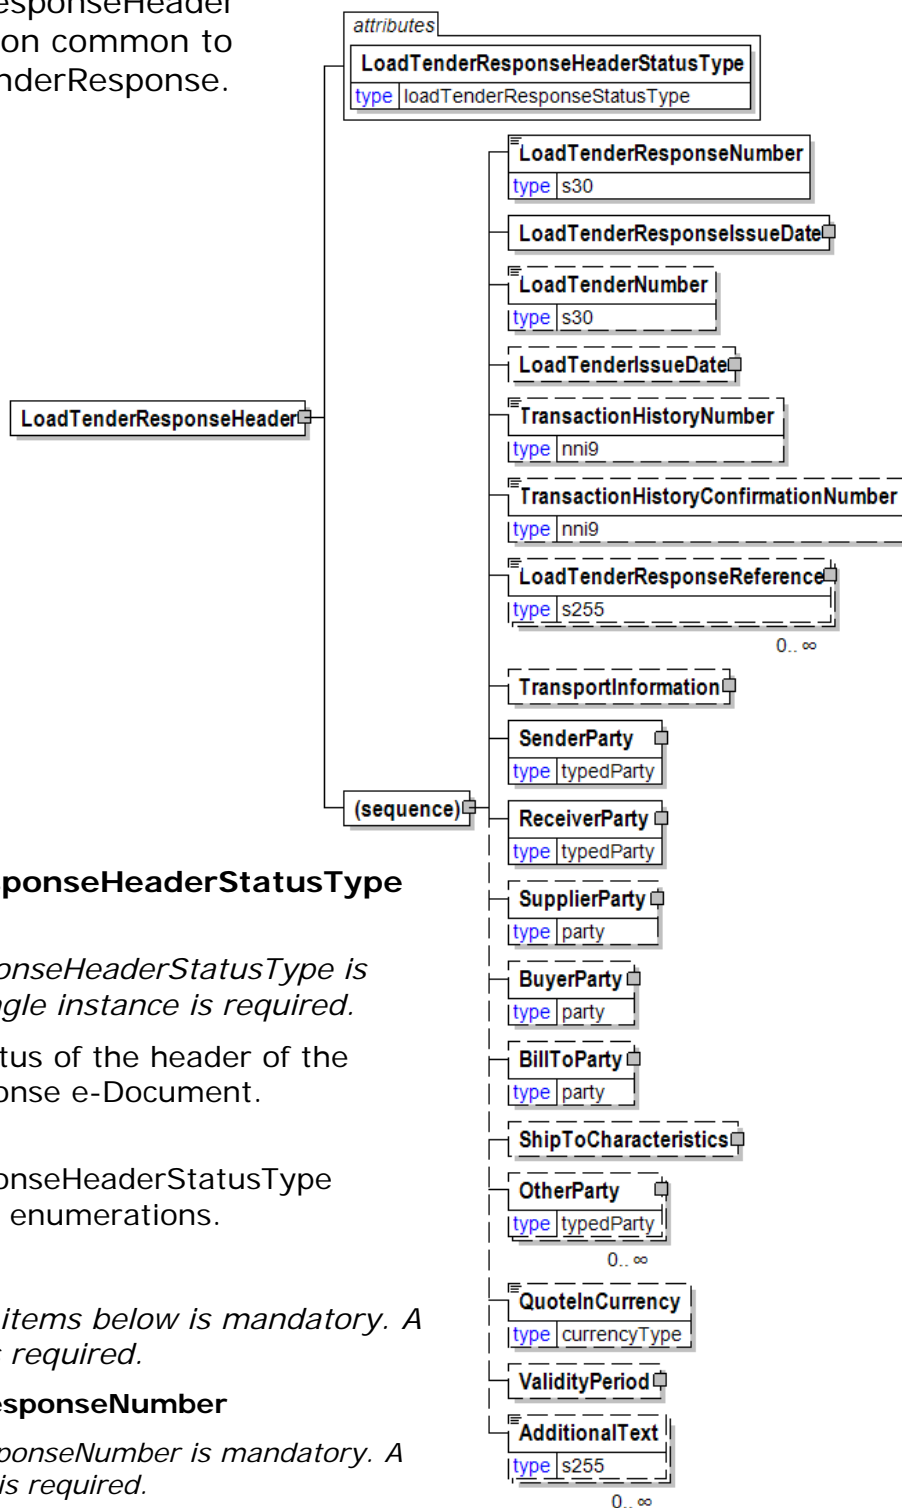 esponseHeader
on common to
nderResponse.
attributes
LoadTenderResponseHeaderStatusType
type loadTenderResponseStatusType
LoadTenderResponseNumber
type s30
LoadTenderResponseIssueDate
LoadTenderNumber
type s30
LoadTenderIssueDate
LoadTenderResponseHeader
TransactionHistoryNumber
type nni9
TransactionHistoryConfirmationNumber
type nni9
LoadTenderResponseReference
type s255
0.. ∞
TransportInformation
SenderParty
type typedParty
(sequence)
ReceiverParty
type typedParty
SupplierParty
type party
BuyerParty
type party
BillToParty
type party
ShipToCharacteristics
OtherParty
type typedParty
0.. ∞
QuoteInCurrency
type currencyType
ValidityPeriod
AdditionalText
type s255
0.. ∞
sponseHeaderStatusType
onseHeaderStatusType is
ngle instance is required.
tus of the header of the
onse e-Document.
onseHeaderStatusType
enumerations.
items below is mandatory. A
s required.
esponseNumber
ponseNumber is mandatory. A
is required.